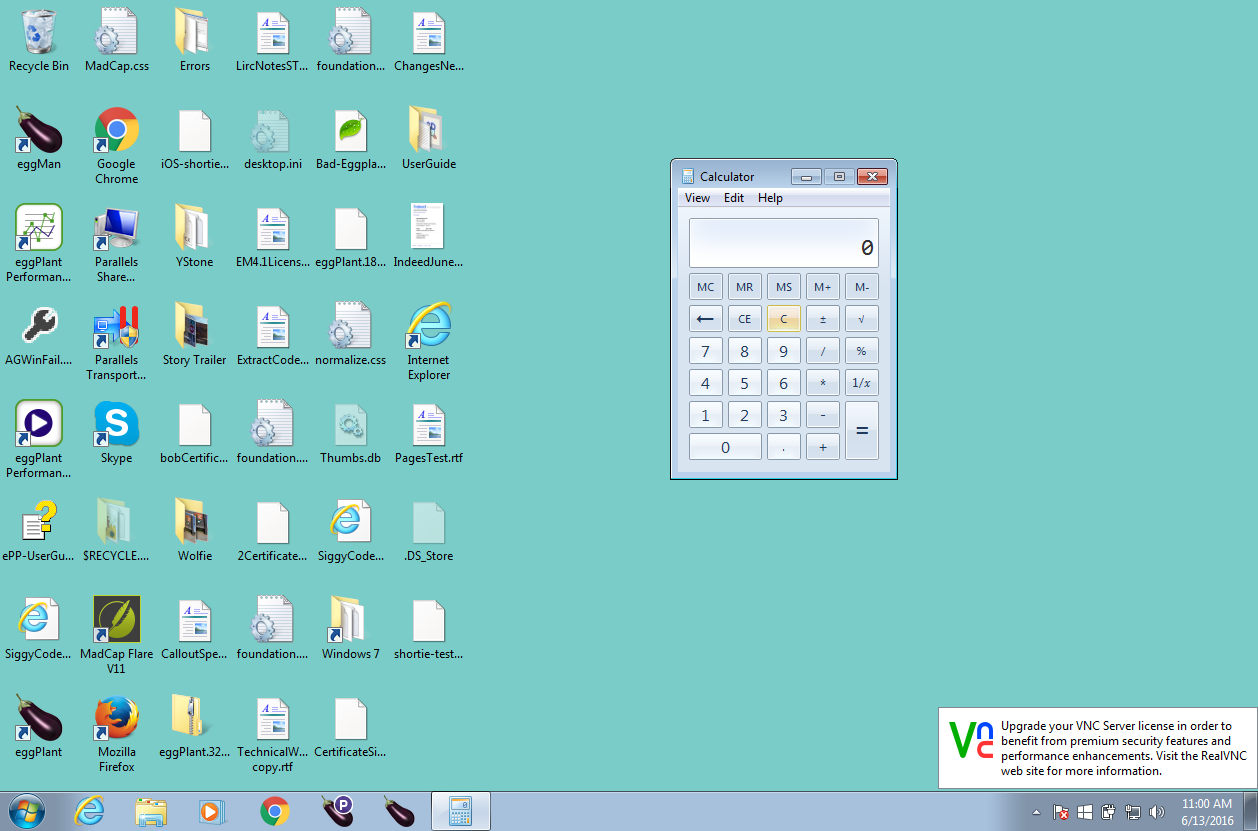 Recycle Bin
MadCap.css
Errors
LircNotesST...
foundation....
ChangesNe...
eggMan
Google
Chrome
iOS-shortie...
desktop.ini
Bad-Eggpla...
UserGuide
eggPlant
Performan...
Parallels
Share...
YStone
EM4.1Licens...
eggPlant.18...
IndeedJune...
AGWinFail....
Parallels
Transport...
Story Trailer
ExtractCode...
normalize.css
Internet
Explorer
eggPlant
Performan...
Skype
bobCertific...
foundation....
Thumbs.db
PagesTest.rtf
ePP-UserGu...
$RECYCLE....
Wolfie
2Certificate...
SiggyCode...
.DS_Store
SiggyCode...
MadCap Flare
V11
CalloutSpe...
foundation....
Windows 7
shortie-test...
eggPlant
Mozilla
Firefox
eggPlant.32...
TechnicalW...
copy.rtf
CertificateSi...
Calculator
View Edit Help
0
MC MR MS M+ M-
← CE C ± √
7 8 9 / %
4 5 6 * 1/x
1 2 3 - =
0 . +
Upgrade your VNC Server license in order to
benefit from premium security features and
performance enhancements. Visit the RealVNC
web site for more information.
11:00 AM
6/13/2016